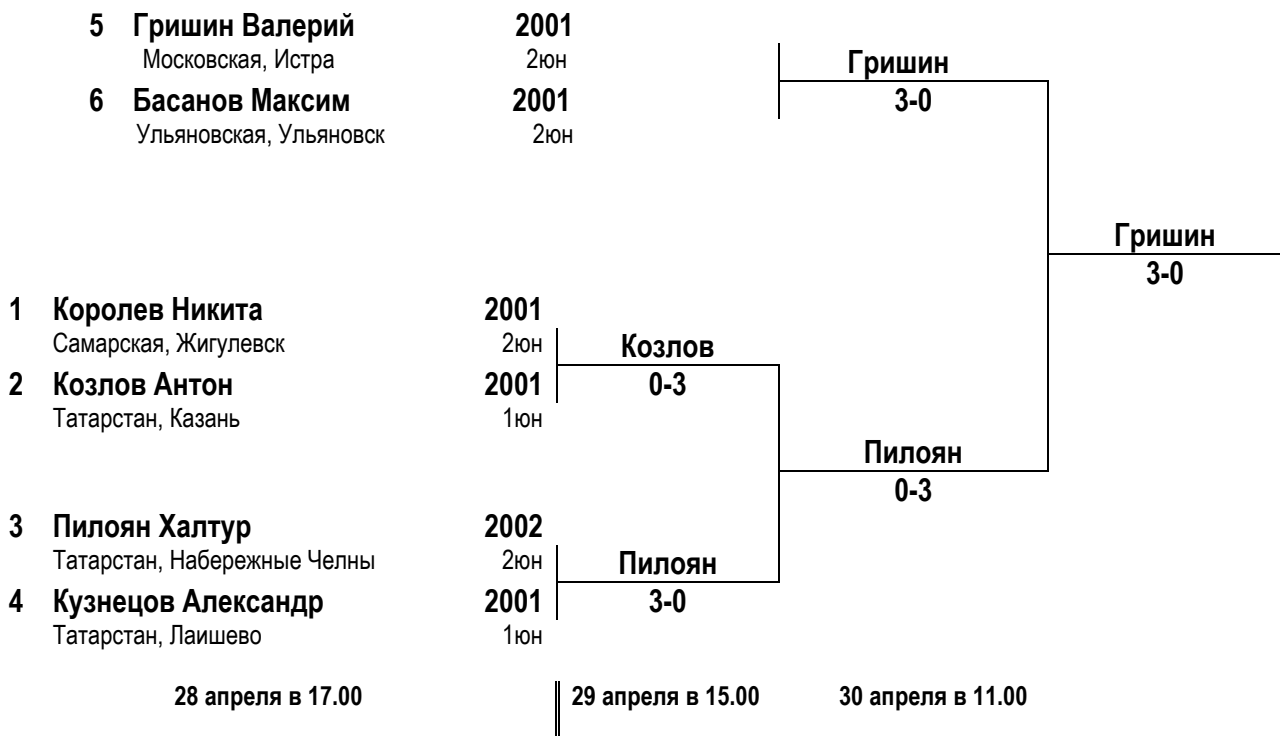 5 Гришин Валерий 2001
Московская, Истра 2юн
Гришин
6 Басанов Максим 2001
3-0
Ульяновская, Ульяновск 2юн
Гришин
3-0
1 Королев Никита 2001
Самарская, Жигулевск 2юн
Козлов
2 Козлов Антон 2001
0-3
Татарстан, Казань 1юн
Пилоян
0-3
3 Пилоян Халтур 2002
Татарстан, Набережные Челны 2юн
Пилоян
4 Кузнецов Александр 2001
3-0
Татарстан, Лаишево 1юн
28 апреля в 17.00 29 апреля в 15.00 30 апреля в 11.00